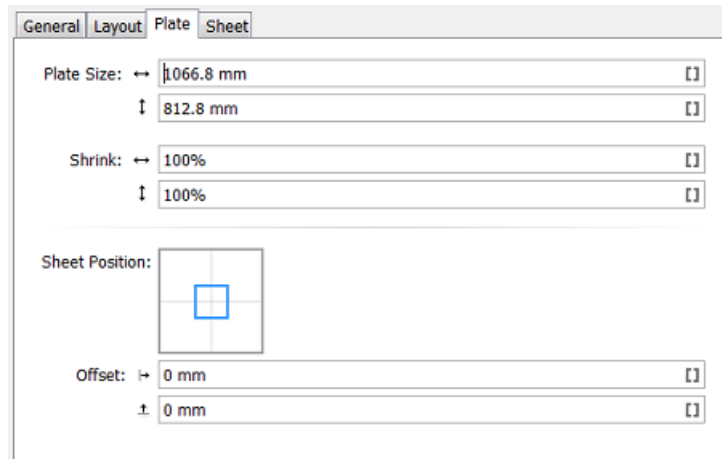 General Layout Plate Sheet
Plate Size: ↔ 1066.8 mm []
↕ 812.8 mm []
Shrink: ↔ 100% []
↕ 100% []
Sheet Position:
Offset: 0 mm []
0 mm []